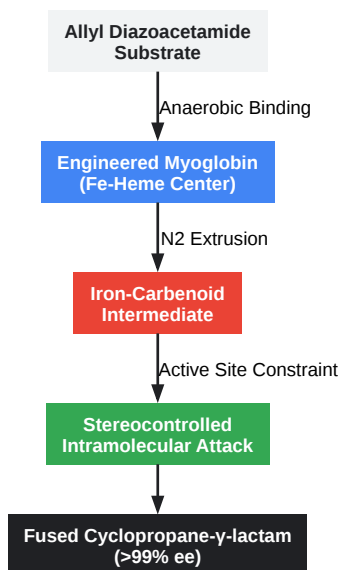 Allyl Diazoacetamide
Substrate
Anaerobic Binding
Engineered Myoglobin
(Fe-Heme Center)
N2 Extrusion
Iron-Carbenoid
Intermediate
Active Site Constraint
Stereocontrolled
Intramolecular Attack
Fused Cyclopropane-γ-lactam
(>99% ee)